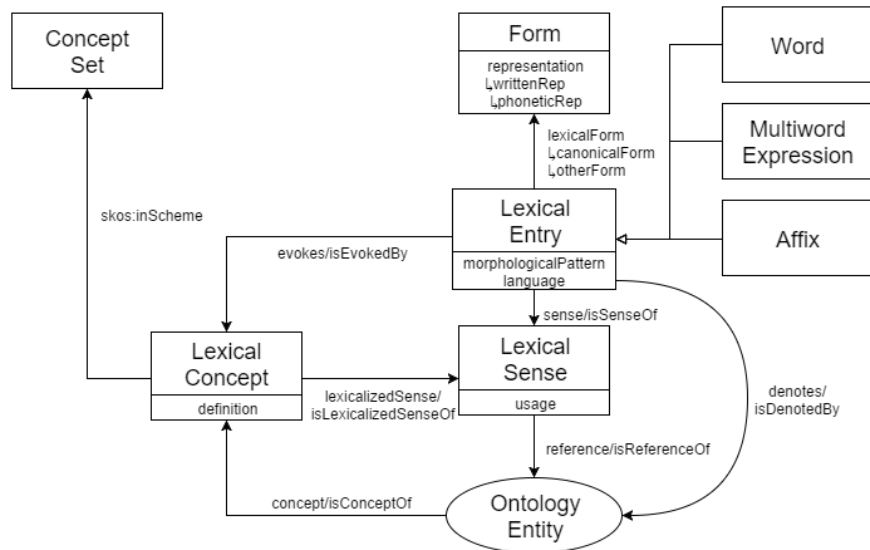 Concept
Set
Form
representation
↳writtenRep
↳phoneticRep
Word
lexicalForm
↳canonicalForm
↳otherForm
Multiword
Expression
skos:inScheme
Lexical
Entry
morphologicalPattern
language
Affix
evokes/isEvokedBy
sense/isSenseOf
Lexical
Concept
definition
lexicalizedSense/
isLexicalizedSenseOf
Lexical
Sense
usage
denotes/
isDenotedBy
reference/isReferenceOf
concept/isConceptOf
Ontology
Entity